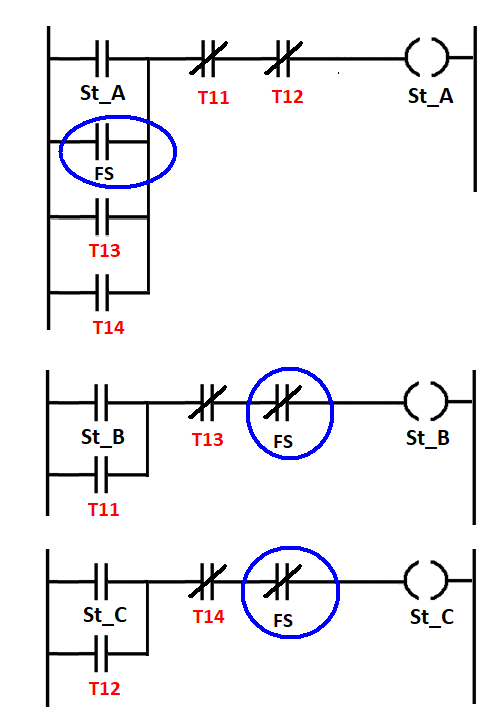 St_A T11 T12 St_A
FS
T13
T14
St_B T13 FS St_B
T11
St_C T14 FS St_C
T12